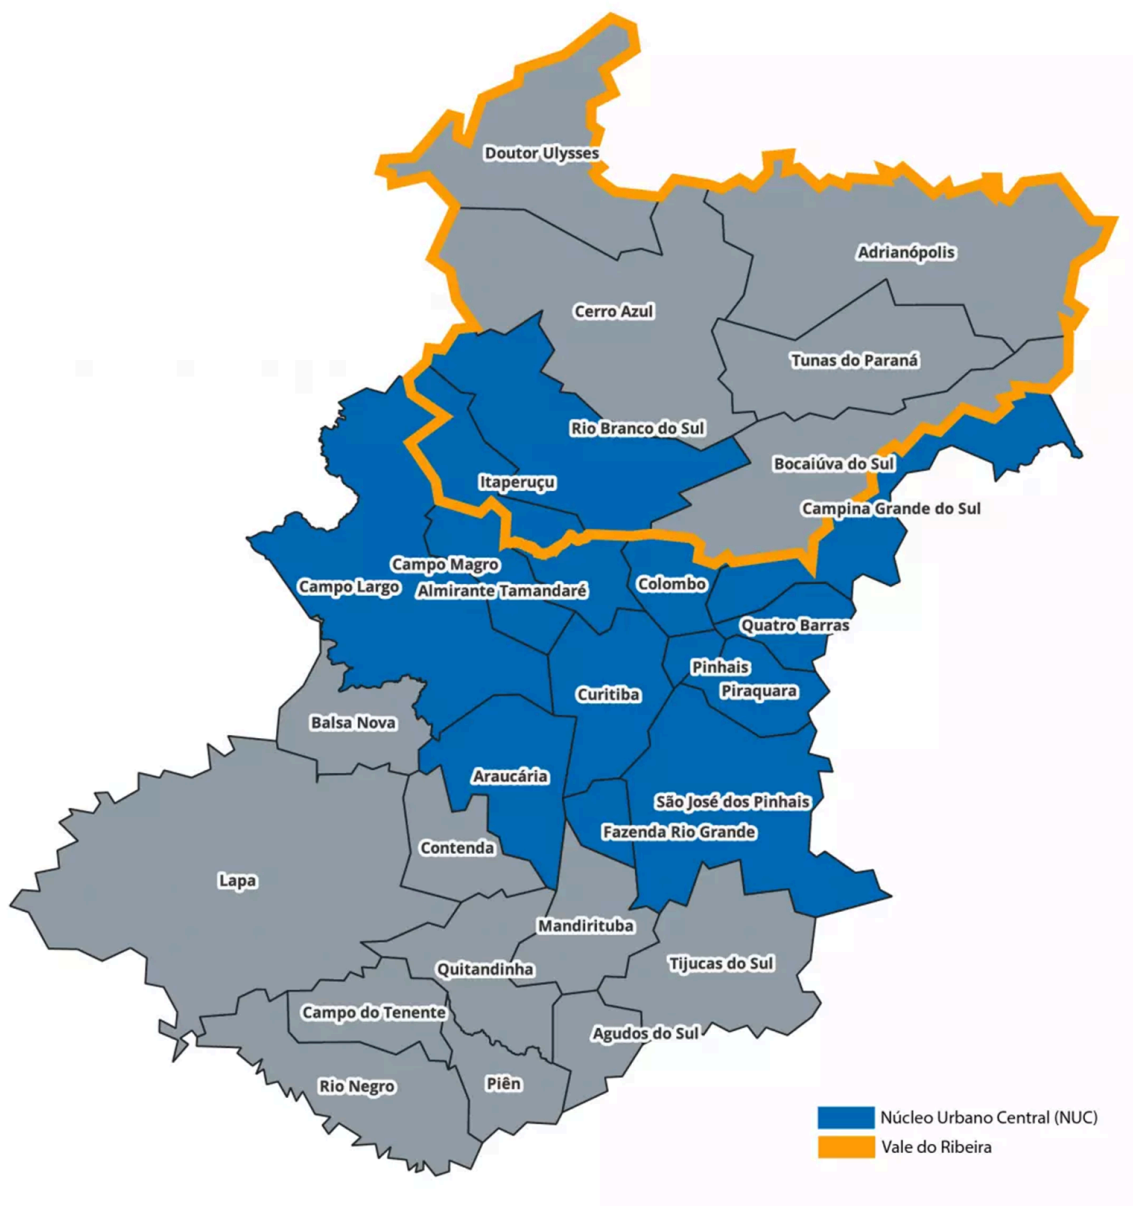 Doutor Ulysses
Adrianópolis
Cerro Azul
Tunas do Paraná
Rio Branco do Sul
Bocaiúva do Sul
Itaperuçu
Campina Grande do Sul
Campo Magro
Campo Largo
Almirante Tamandaré
Colombo
Quatro Barras
Pinhais
Piraquara
Curitiba
Balsa Nova
Araucária
São José dos Pinhais
Fazenda Rio Grande
Contenda
Lapa
Mandirituba
Tijucas do Sul
Quitandinha
Campo do Tenente
Agudos do Sul
Rio Negro
Piên
Núcleo Urbano Central (NUC)
Vale do Ribeira